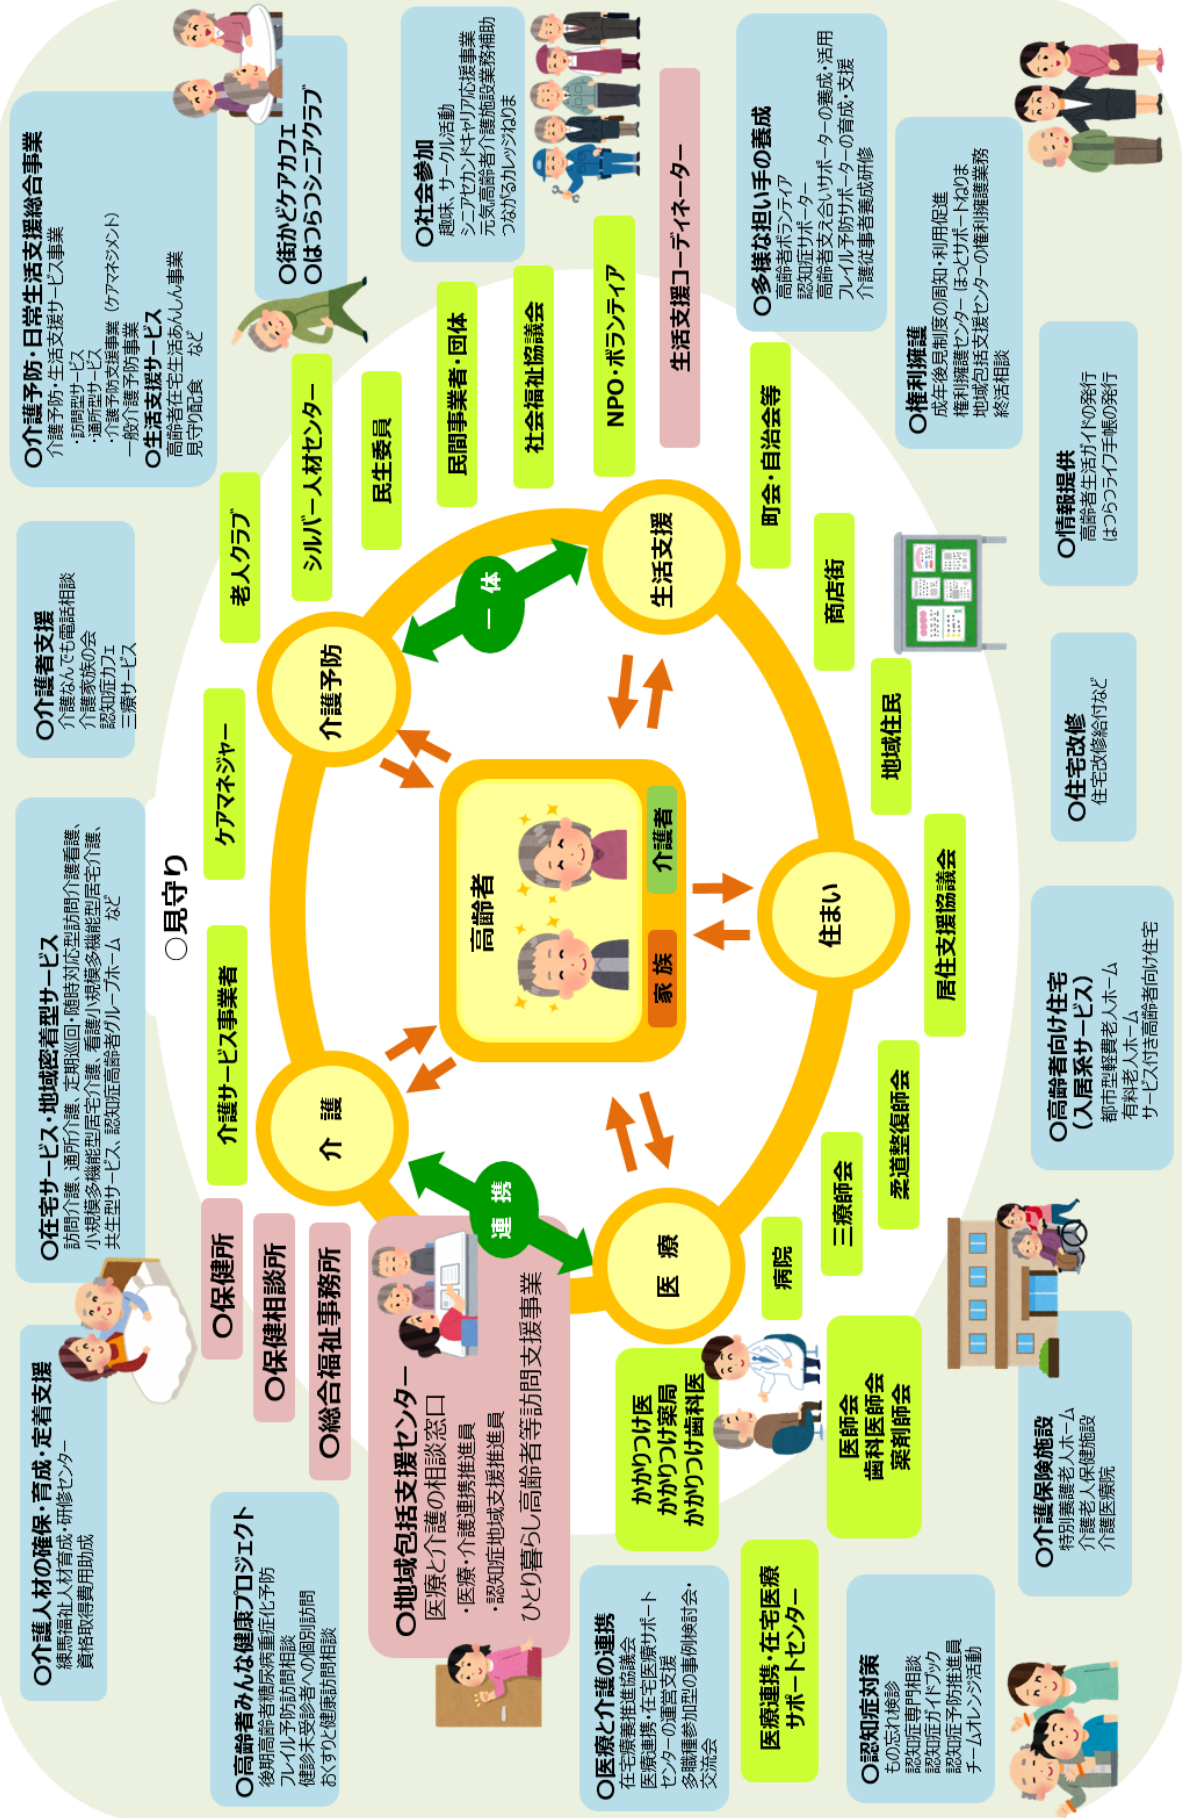 〇介護人材の確保・育成・定着支援
練馬福祉人材育成・研修センター
資格取得費用助成
〇在宅サービス・地域密着型サービス
訪問介護、通所介護、定期巡回・随時対応型訪問介護看護、
小規模多機能型居宅介護、看護小規模多機能型居宅介護、
共生型サービス、認知症高齢者グループホーム　など
〇介護者支援
介護なんでも電話相談
介護家族の会
認知症カフェ
三療サービス
〇介護予防・日常生活支援総合事業
介護予防・生活支援サービス事業
・訪問型サービス
・通所型サービス
・介護予防支援事業（ケアマネジメント）
一般介護予防事業
〇生活支援サービス
高齢者在宅生活あんしん事業
見守り配食　　など
〇見守り
〇高齢者みんな健康プロジェクト
後期高齢者糖尿病重症化予防
フレイル予防訪問相談
健診未受診者への個別訪問
おくすりと健康訪問相談
〇保健所
〇保健相談所
〇総合福祉事務所
介護サービス事業者
ケアマネジャー
老人クラブ
シルバー人材センター
民生委員
民間事業者・団体
社会福祉協議会
NPO・ボランティア
〇街かどケアカフェ
〇はつらつシニアクラブ
〇社会参加
趣味、サークル活動
シニアセカンドキャリア応援事業
元気高齢者介護施設業務補助
つながるカレッジねりま
生活支援コーディネーター
〇地域包括支援センター
医療と介護の相談窓口
・医療・介護連携推進員
・認知症地域支援推進員
ひとり暮らし高齢者等訪問支援事業
介 護
介護予防
連 携
一 体
高齢者
家 族
介護者
医 療
生活支援
住まい
〇医療と介護の連携
在宅療養推進協議会
医療連携・在宅医療サポート
センターの運営支援
多職種参加型の事例検討会・
交流会
かかりつけ医
かかりつけ薬局
かかりつけ歯科医
病院
三療師会
柔道整復師会
居住支援協議会
地域住民
商店街
町会・自治会等
〇多様な担い手の養成
高齢者ボランティア
認知症サポーター
高齢者支え合いサポーターの養成・活用
フレイル予防サポーターの育成・支援
介護従事者養成研修
医療連携・在宅医療
サポートセンター
医師会
歯科医師会
薬剤師会
〇権利擁護
成年後見制度の周知・利用促進
権利擁護センター ほっとサポートねりま
地域包括支援センターの権利擁護業務
終活相談
〇認知症対策
もの忘れ検診
認知症専門相談
認知症ガイドブック
認知症予防推進員
チームオレンジ活動
〇介護保険施設
特別養護老人ホーム
介護老人保健施設
介護医療院
〇高齢者向け住宅
（入居系サービス）
都市型軽費老人ホーム
有料老人ホーム
サービス付き高齢者向け住宅
〇住宅改修
住宅改修給付など
〇情報提供
高齢者生活ガイドの発行
はつらつライフ手帳の発行